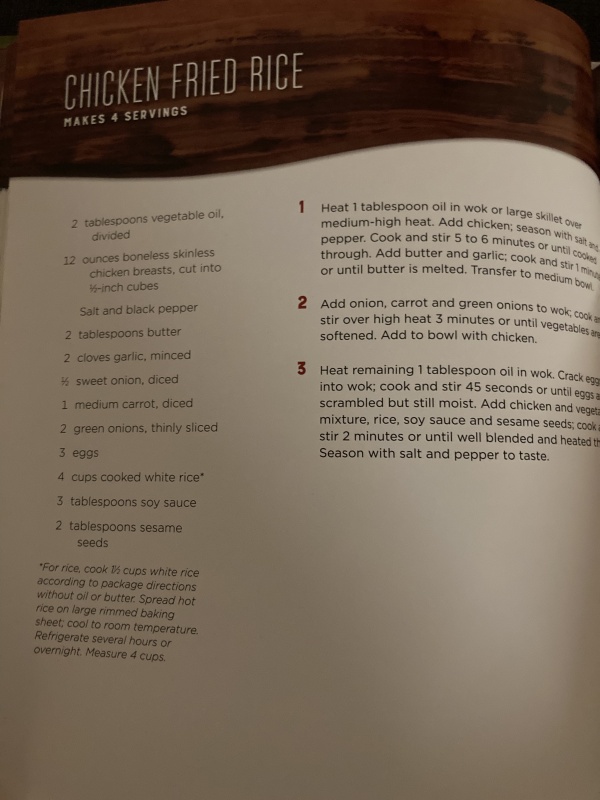 CHICKEN FRIED RICE
MAKES 4 SERVINGS
2 tablespoons vegetable oil,
divided
12 ounces boneless skinless
chicken breasts, cut into
½-inch cubes
Salt and black pepper
2 tablespoons butter
2 cloves garlic, minced
½ sweet onion, diced
1 medium carrot, diced
2 green onions, thinly sliced
3 eggs
4 cups cooked white rice*
3 tablespoons soy sauce
2 tablespoons sesame
seeds
*For rice, cook 1½ cups white rice
according to package directions
without oil or butter. Spread hot
rice on large rimmed baking
sheet; cool to room temperature.
Refrigerate several hours or
overnight. Measure 4 cups.
1 Heat 1 tablespoon oil in wok or large skillet over
medium-high heat. Add chicken; season with salt and
pepper. Cook and stir 5 to 6 minutes or until cooked
through. Add butter and garlic; cook and stir 1 minute
or until butter is melted. Transfer to medium bowl.
2 Add onion, carrot and green onions to wok; cook
stir over high heat 3 minutes or until vegetables are
softened. Add to bowl with chicken.
3 Heat remaining 1 tablespoon oil in wok. Crack eggs
into wok; cook and stir 45 seconds or until eggs
scrambled but still moist. Add chicken and
mixture, rice, soy sauce and sesame seeds; cook
stir 2 minutes or until well blended and heated
Season with salt and pepper to taste.